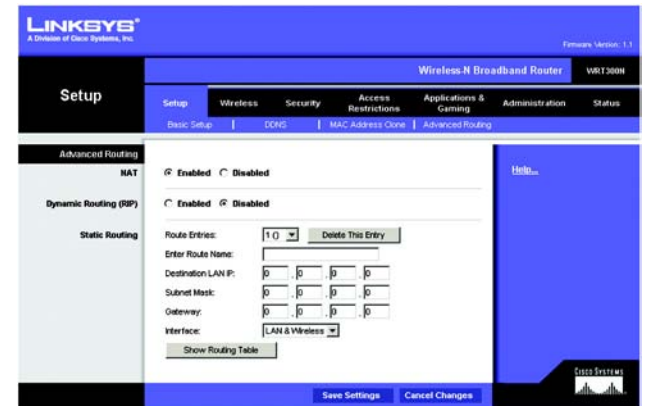 LINKSYS®
A Division of Cisco Systems, Inc.
Firmware Version: 1.1
Wireless-N Broadband Router WRT300N
Setup
Setup Wireless Security Access Restrictions Applications & Gaming Administration Status
Basic Setup | DDNS | MAC Address Clone | Advanced Routing
Advanced Routing
NAT Enabled Disabled
Help...
Dynamic Routing (RIP) Enabled Disabled
Static Routing Route Entries: 1 () Delete This Entry
Enter Route Name:
Destination LAN IP: 0 . 0 . 0 . 0
Subnet Mask: 0 . 0 . 0 . 0
Gateway: 0 . 0 . 0 . 0
Interface: LAN & Wireless
Show Routing Table
Save Settings Cancel Changes
CISCO SYSTEMS